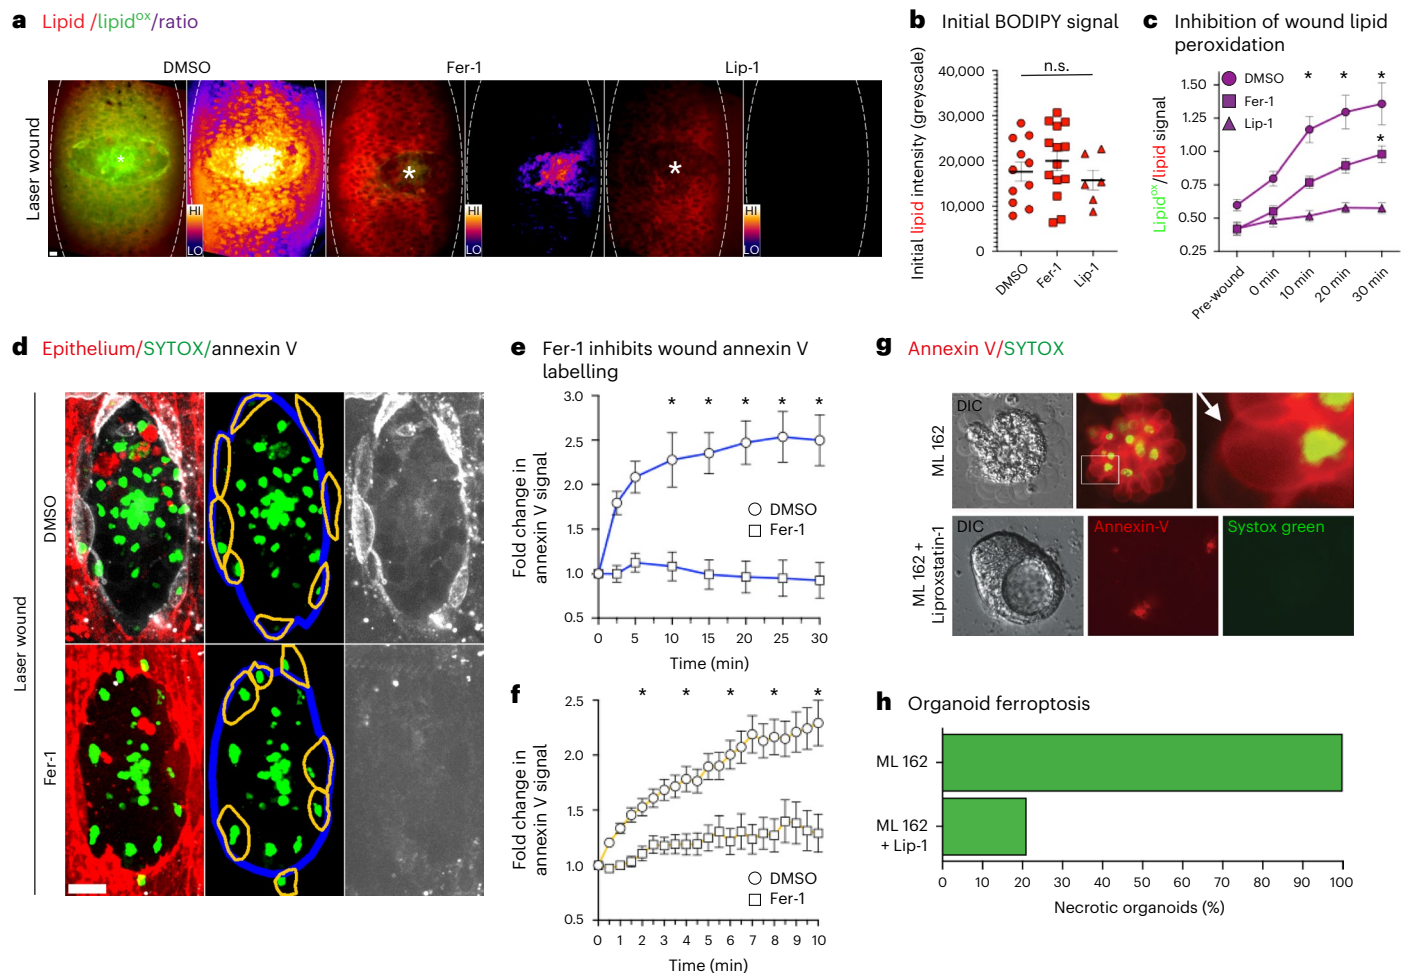 a Lipid /lipidox/ratio
DMSO
Fer-1
Lip-1
Laser wound
*
HI
LO
*
HI
LO
*
HI
LO
b Initial BODIPY signal
n.s.
Initial lipid intensity (greyscale)
40,000
30,000
20,000
10,000
0
DMSO
Fer-1
Lip-1
c Inhibition of wound lipid
peroxidation
Lipidox/lipid signal
1.50
1.25
1.00
0.75
0.50
0.25
DMSO
Fer-1
Lip-1
* * *
*
Pre-wound
0 min
10 min
20 min
30 min
d Epithelium/SYTOX/annexin V
Laser wound
DMSO
Fer-1
e Fer-1 inhibits wound annexin V
labelling
Fold change in
annexin V signal
3.0
2.5
2.0
1.5
1.0
0.5
* * * * *
DMSO
Fer-1
0 5 10 15 20 25 30
Time (min)
f
Fold change in
annexin V signal
2.5
2.0
1.5
1.0
0.5
* * * * *
DMSO
Fer-1
0 1 2 3 4 5 6 7 8 9 10
Time (min)
g Annexin V/SYTOX
ML 162
DIC
ML 162 +
Liproxstatin-1
DIC
Annexin-V
Systox green
h Organoid ferroptosis
ML 162
ML 162
+ Lip-1
0 10 20 30 40 50 60 70 80 90 100
Necrotic organoids (%)